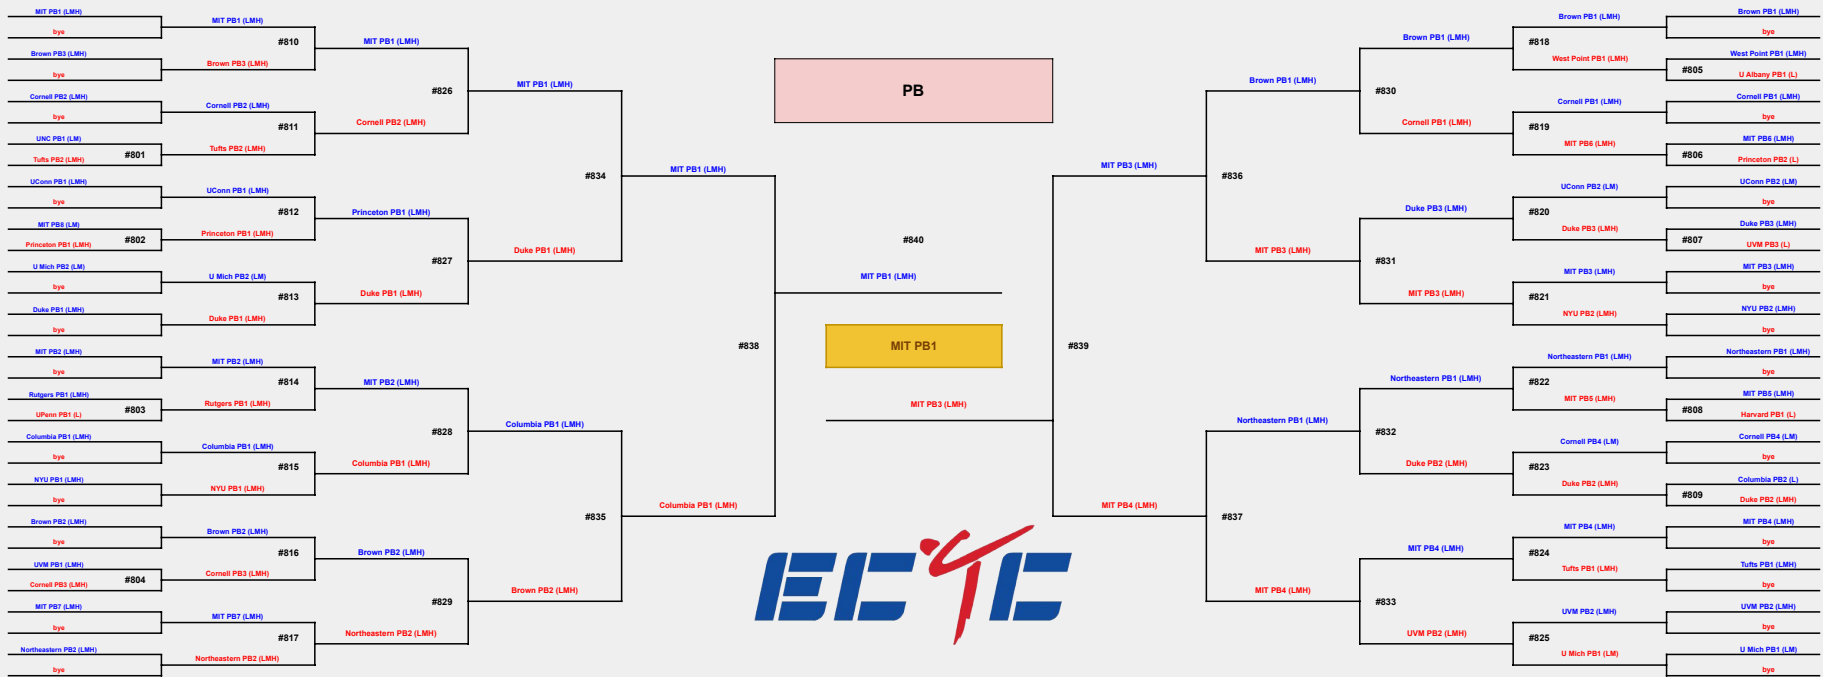 MIT PB1 (LMH)
bye
Brown PB3 (LMH)
bye
Cornell PB2 (LMH)
bye
UNC PB1 (LM)
Tufts PB2 (LMH)
#801
UConn PB1 (LMH)
bye
MIT PB8 (LM)
Princeton PB1 (LMH)
#802
U Mich PB2 (LM)
bye
Duke PB1 (LMH)
bye
MIT PB2 (LMH)
bye
Rutgers PB1 (LMH)
UPenn PB1 (L)
#803
Columbia PB1 (LMH)
bye
NYU PB1 (LMH)
bye
Brown PB2 (LMH)
bye
UVM PB1 (LM)
Cornell PB3 (LMH)
#804
MIT PB7 (LMH)
bye
Northeastern PB2 (LMH)
bye
MIT PB1 (LMH)
#810
Brown PB3 (LMH)
Cornell PB2 (LMH)
#811
Tufts PB2 (LMH)
UConn PB1 (LMH)
#812
Princeton PB1 (LMH)
U Mich PB2 (LM)
#813
Duke PB1 (LMH)
MIT PB2 (LMH)
#814
Rutgers PB1 (LMH)
Columbia PB1 (LMH)
#815
NYU PB1 (LMH)
Brown PB2 (LMH)
#816
Cornell PB3 (LMH)
MIT PB7 (LMH)
#817
Northeastern PB2 (LMH)
MIT PB1 (LMH)
#826
Cornell PB2 (LMH)
Princeton PB1 (LMH)
#827
Duke PB1 (LMH)
MIT PB2 (LMH)
#828
Columbia PB1 (LMH)
Brown PB2 (LMH)
#829
Northeastern PB2 (LMH)
MIT PB1 (LMH)
#834
Duke PB1 (LMH)
Columbia PB1 (LMH)
#835
Brown PB2 (LMH)
MIT PB1 (LMH)
#838
Columbia PB1 (LMH)
PB
#840
MIT PB1 (LMH)
MIT PB1
MIT PB3 (LMH)
ECTC
MIT PB3 (LMH)
#839
MIT PB4 (LMH)
Brown PB1 (LMH)
#836
MIT PB3 (LMH)
Northeastern PB1 (LMH)
#837
MIT PB4 (LMH)
Brown PB1 (LMH)
#830
Cornell PB1 (LMH)
Duke PB3 (LMH)
#831
MIT PB3 (LMH)
Northeastern PB1 (LMH)
#832
Duke PB2 (LMH)
MIT PB4 (LMH)
#833
UVM PB2 (LMH)
Brown PB1 (LMH)
#818
West Point PB1 (LMH)
Cornell PB1 (LMH)
#819
MIT PB6 (LMH)
UConn PB2 (LM)
#820
Duke PB3 (LMH)
MIT PB3 (LMH)
#821
NYU PB2 (LMH)
Northeastern PB1 (LMH)
#822
MIT PB5 (LMH)
Cornell PB4 (LM)
#823
Duke PB2 (LMH)
MIT PB4 (LMH)
#824
Tufts PB1 (LMH)
UVM PB2 (LMH)
#825
U Mich PB1 (LM)
Brown PB1 (LMH)
bye
West Point PB1 (LMH)
#805
U Albany PB1 (L)
Cornell PB1 (LMH)
bye
MIT PB6 (LMH)
#806
Princeton PB2 (L)
UConn PB2 (LM)
bye
Duke PB3 (LMH)
#807
UVM PB3 (L)
MIT PB3 (LMH)
bye
NYU PB2 (LMH)
bye
Northeastern PB1 (LMH)
bye
MIT PB5 (LMH)
#808
Harvard PB1 (L)
Cornell PB4 (LM)
bye
Columbia PB2 (L)
#809
Duke PB2 (LMH)
MIT PB4 (LMH)
bye
Tufts PB1 (LMH)
bye
UVM PB2 (LMH)
bye
U Mich PB1 (LM)
bye